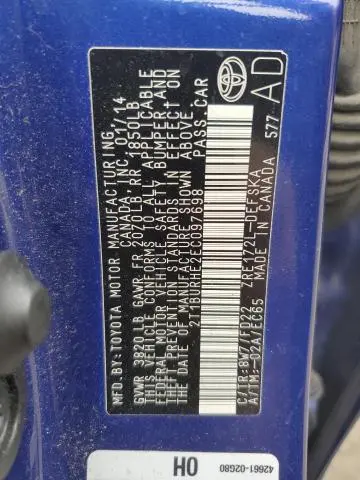 MFD.BY:TOYOTA MOTOR MANUFACTURING
CANADA, INC. 01/14
GVWR 3820LB GAWR FR 2070LB RR 1850LB
THIS VEHICLE CONFORMS TO ALL APPLICABLE
FEDERAL MOTOR VEHICLE SAFETY, BUMPER, AND
THEFT PREVENTION STANDARDS IN EFFECT ON
THE DATE OF MANUFACTURE SHOWN ABOVE.
2T1BURHE2EC097698 PASS.CAR
C/TR:8W7/FD22 ZRE172L-DEFSKA
A/TM:-02A/EC65 MADE IN CANADA
577
AD
TOYOTA
42661-02G80
OH